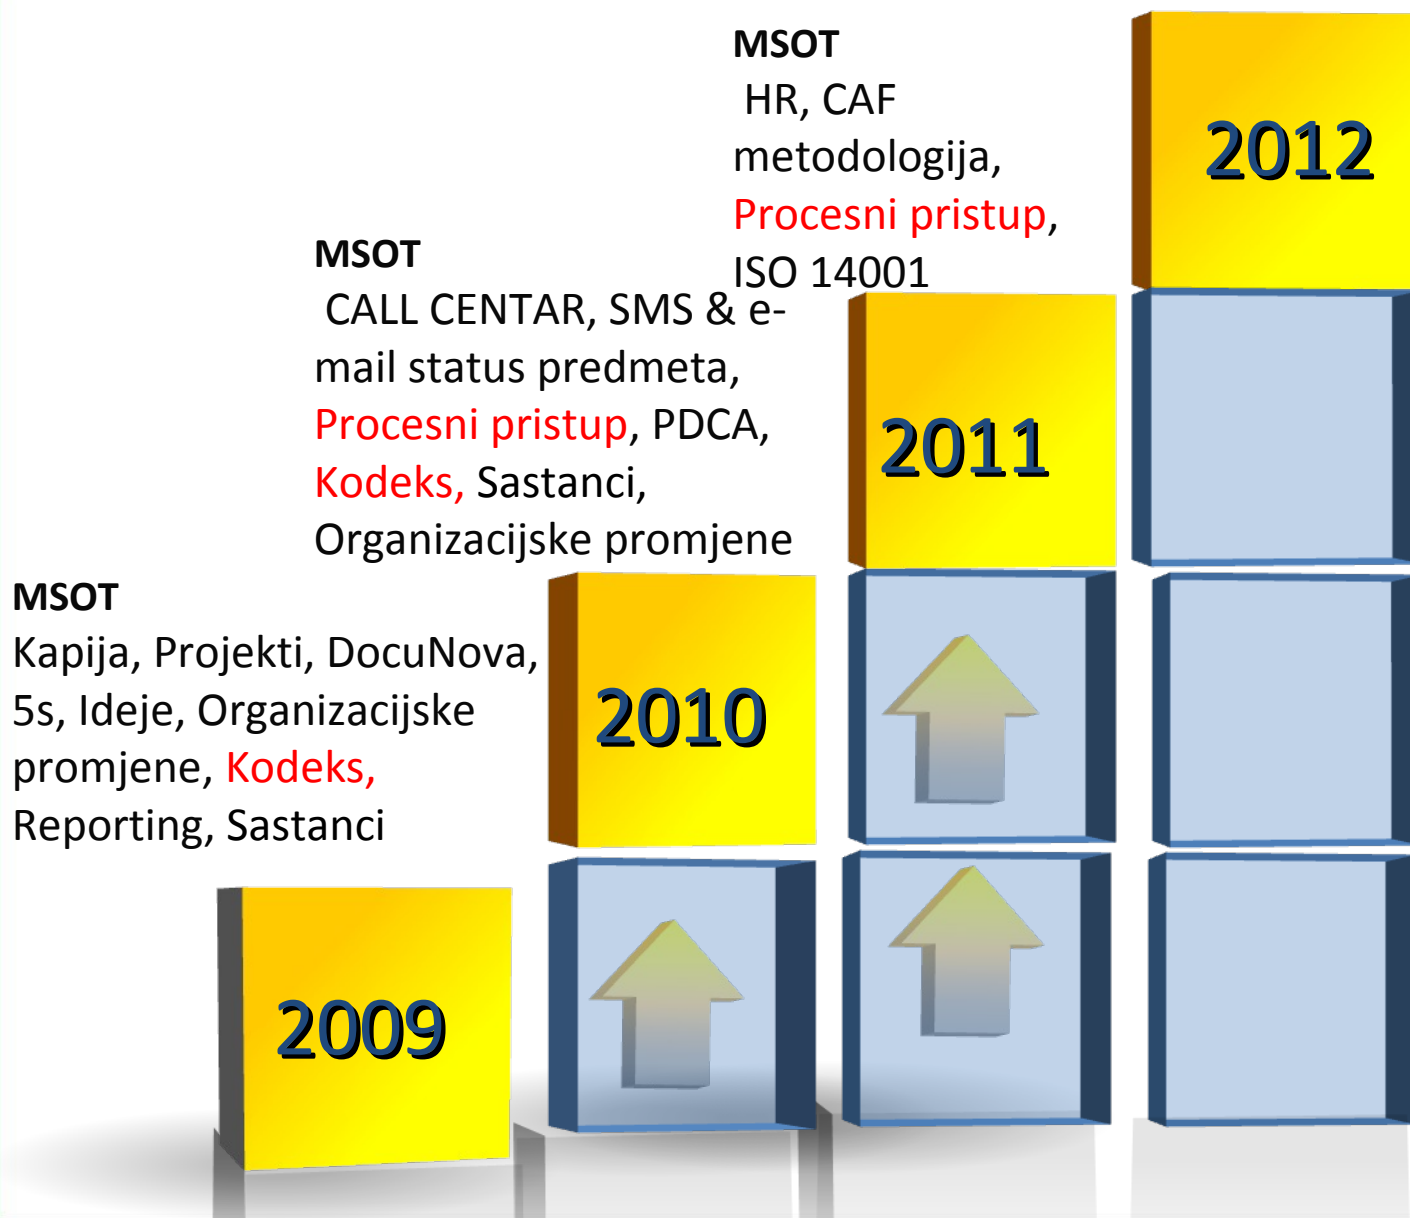 MSOT
HR, CAF
metodologija,
Procesni pristup,
ISO 14001
2012
MSOT
CALL CENTAR, SMS & e-
mail status predmeta,
Procesni pristup, PDCA,
Kodeks, Sastanci,
Organizacijske promjene
2011
MSOT
Kapija, Projekti, DocuNova,
5s, Ideje, Organizacijske
promjene, Kodeks,
Reporting, Sastanci
2010
2009